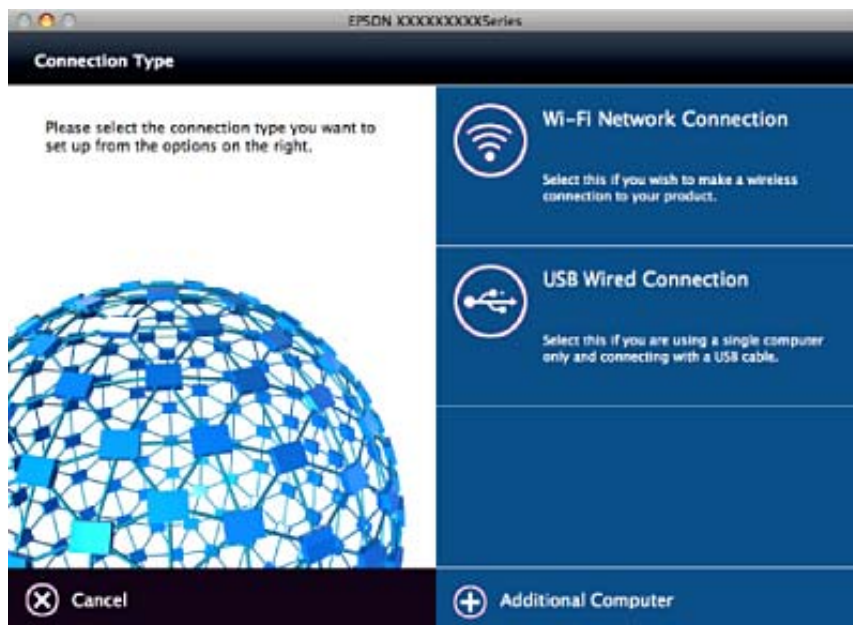 EPSON XXXXXXXXXSeries
Connection Type
Please select the connection type you want to
set up from the options on the right.
Wi-Fi Network Connection
Select this if you wish to make a wireless
connection to your product.
USB Wired Connection
Select this if you are using a single computer
only and connecting with a USB cable.
Cancel
Additional Computer